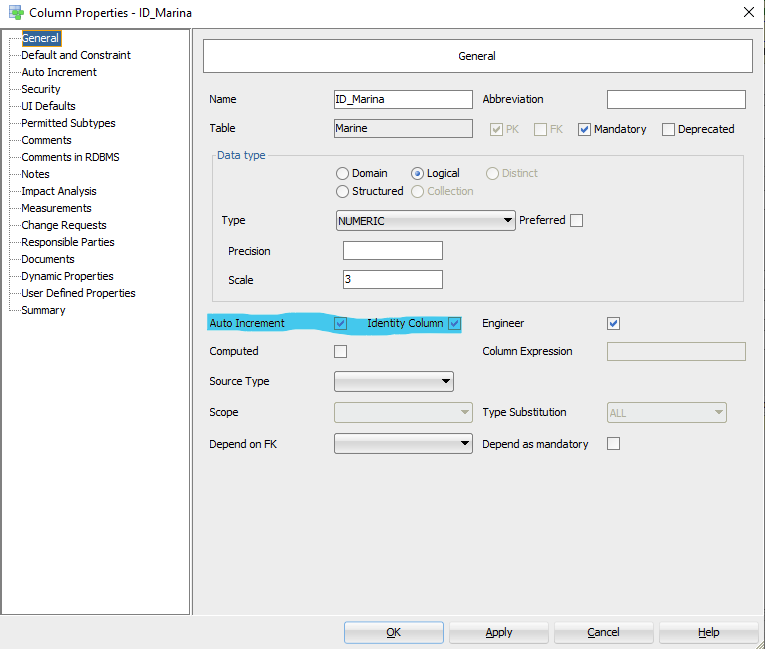 Column Properties - ID_Marina
General
Default and Constraint
Auto Increment
Security
UI Defaults
Permitted Subtypes
Comments
Comments in RDBMS
Notes
Impact Analysis
Measurements
Change Requests
Responsible Parties
Documents
Dynamic Properties
User Defined Properties
Summary
General
Name ID_Marina Abbreviation
Table Marine PK FK Mandatory Deprecated
Data type
Domain Logical Distinct
Structured Collection
Type NUMERIC Preferred
Precision
Scale 3
Auto Increment Identity Column Engineer
Computed Column Expression
Source Type
Scope Type Substitution ALL
Depend on FK Depend as mandatory
OK Apply Cancel Help